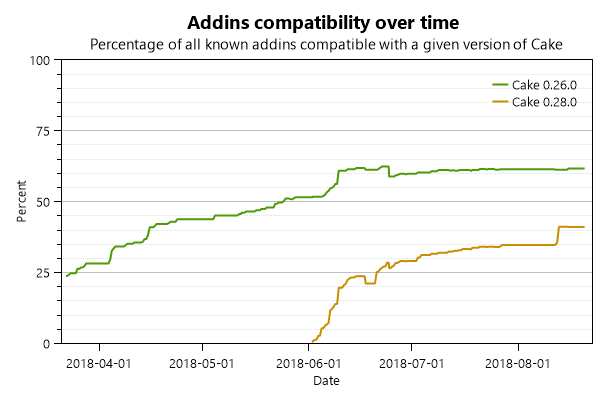 Addins compatibility over time
Percentage of all known addins compatible with a given version of Cake
100
75
50
25
0
Percent
Cake 0.26.0
Cake 0.28.0
2018-04-01 2018-05-01 2018-06-01 2018-07-01 2018-08-01
Date